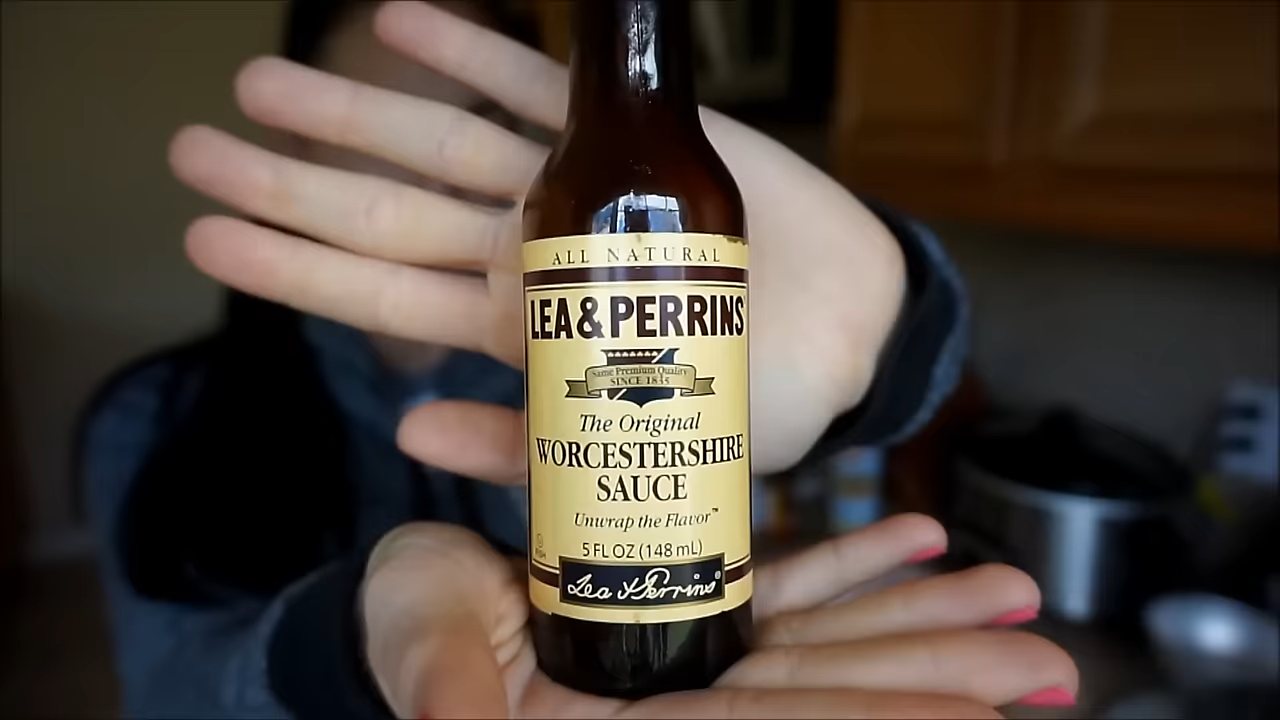 ALL NATURAL
LEA & PERRINS
Same Premium Quality
SINCE 1835
The Original
WORCESTERSHIRE
SAUCE
Unwrap the Flavor™
5 FL OZ (148 mL)
Lea & Perrins®